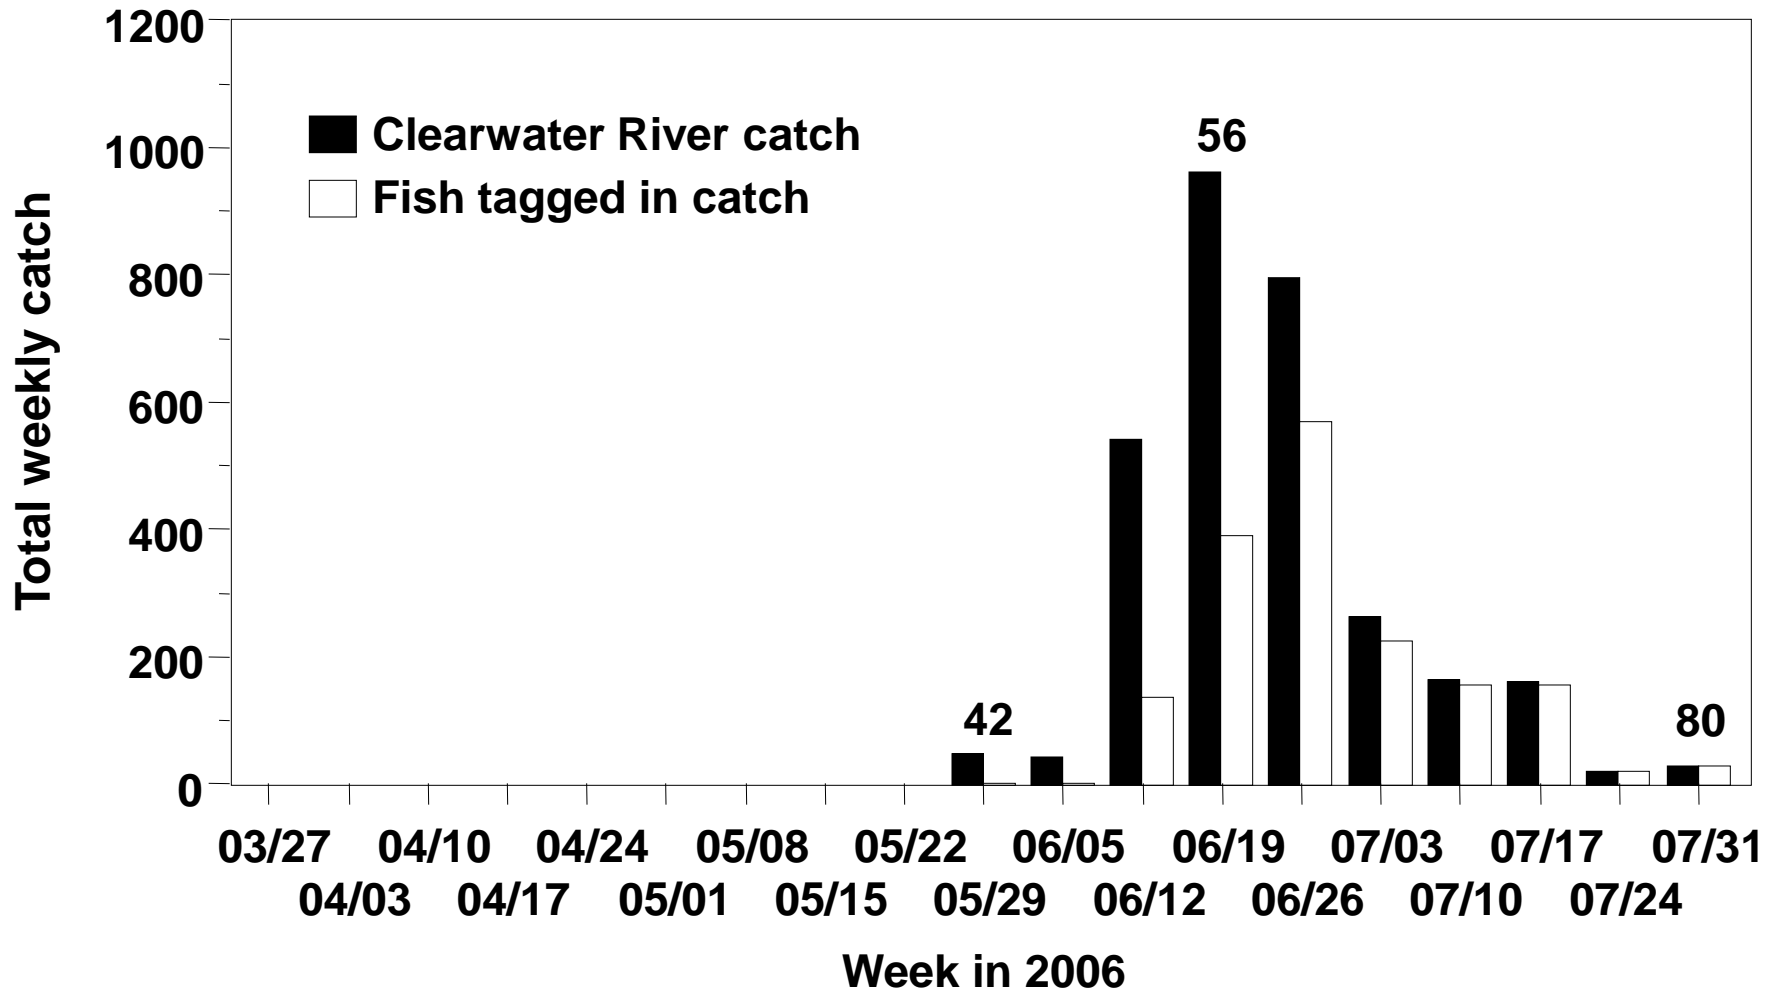 1200
1000
800
600
400
200
0
Total weekly catch
Clearwater River catch
Fish tagged in catch
42
56
80
03/27 04/10 04/24 05/08 05/22 06/05 06/19 07/03 07/17 07/31
04/03 04/17 05/01 05/15 05/29 06/12 06/26 07/10 07/24
Week in 2006